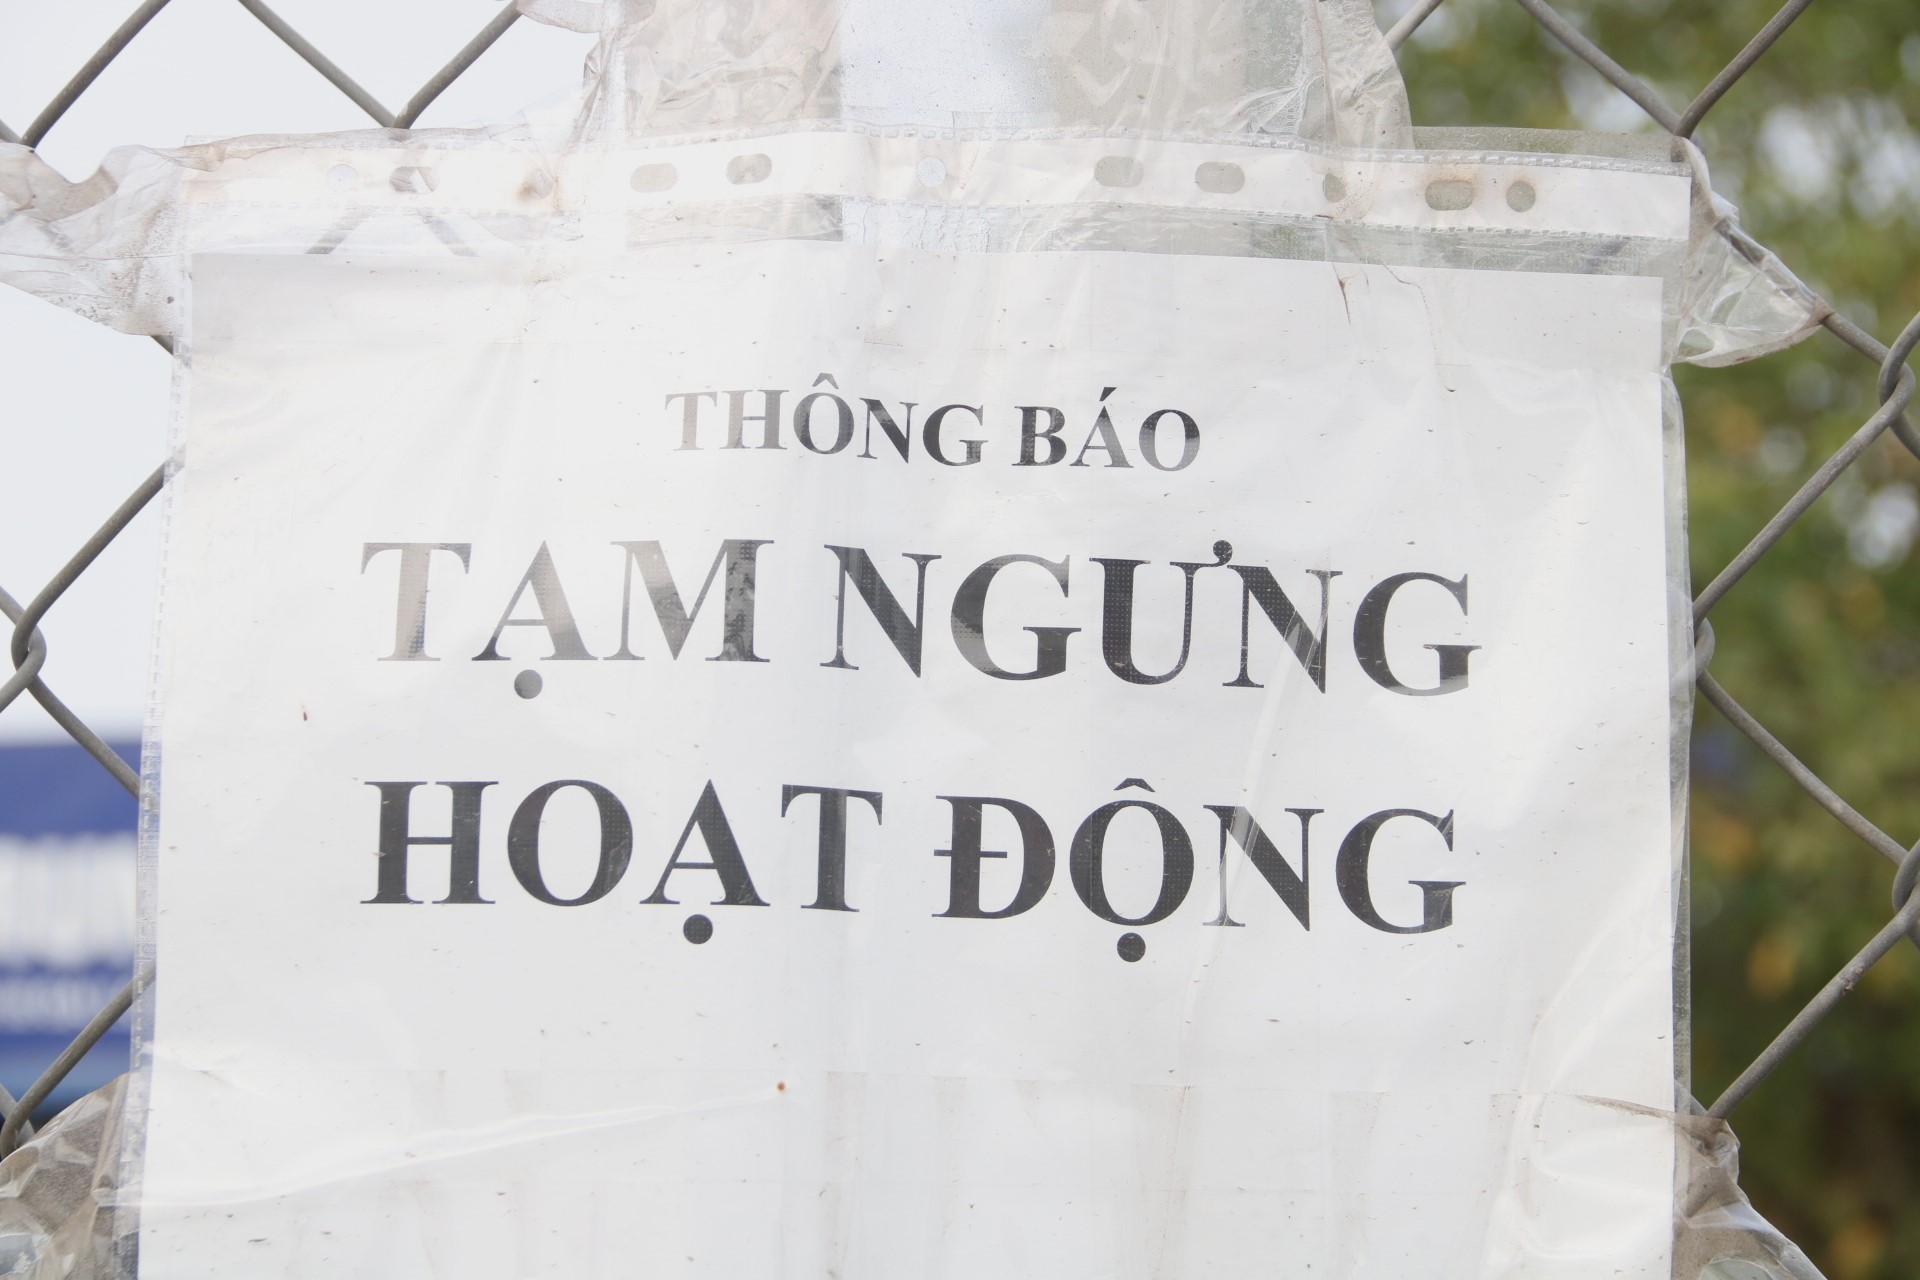 THÔNG BÁO
TẠM NGƯNG
HOẠT ĐỘNG